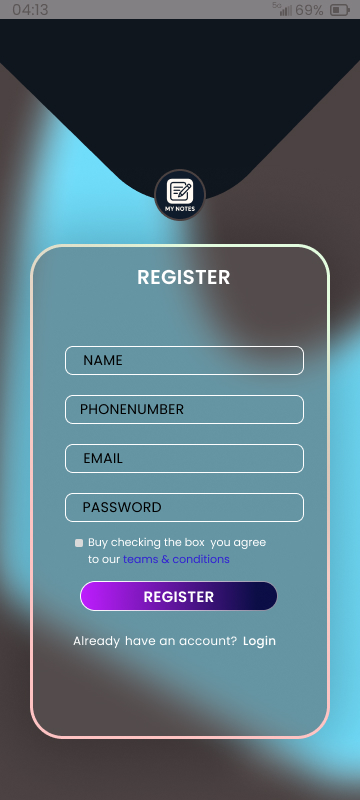 04:13
5G 69%
MY NOTES
REGISTER
NAME
PHONENUMBER
EMAIL
PASSWORD
Buy checking the box you agree
to our teams & conditions
REGISTER
Already have an account? Login